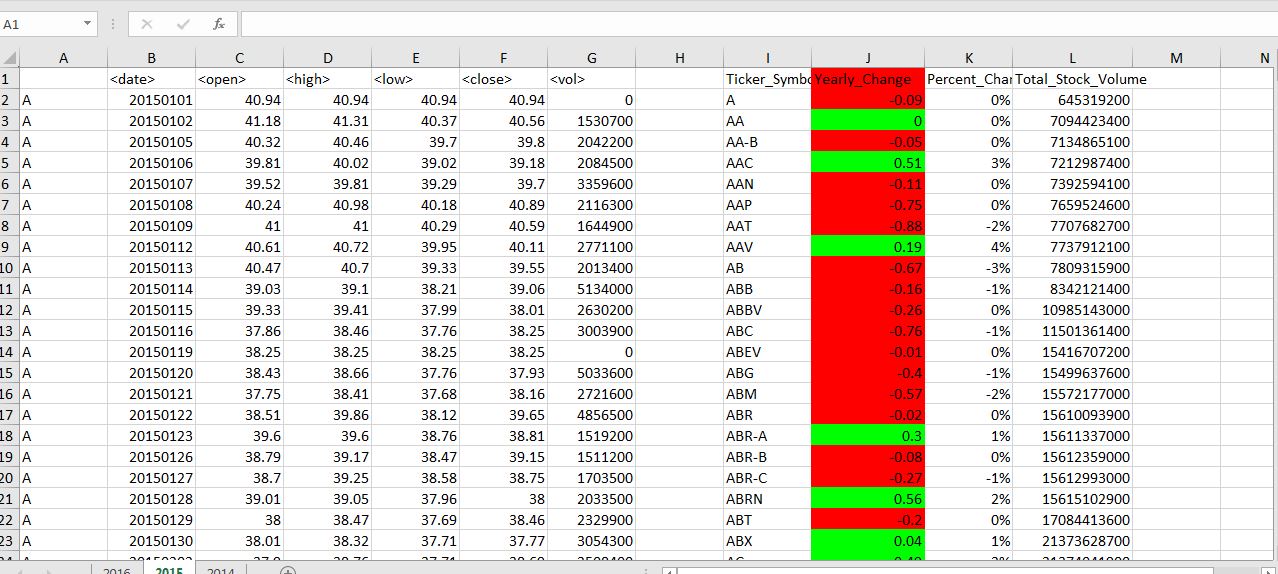 A1 fx
A B C D E F G H I J K L M N
1 <date> <open> <high> <low> <close> <vol> Ticker_Symbo Yearly_Change Percent_Chan Total_Stock_Volume
2 A 20150101 40.94 40.94 40.94 40.94 0 A -0.09 0% 645319200
3 A 20150102 41.18 41.31 40.37 40.56 1530700 AA 0 0% 7094423400
4 A 20150105 40.32 40.46 39.7 39.8 2042200 AA-B -0.05 0% 7134865100
5 A 20150106 39.81 40.02 39.02 39.18 2084500 AAC 0.51 3% 7212987400
6 A 20150107 39.52 39.81 39.29 39.7 3359600 AAN -0.11 0% 7392594100
7 A 20150108 40.24 40.98 40.18 40.89 2116300 AAP -0.75 0% 7659524600
8 A 20150109 41 41 40.29 40.59 1644900 AAT -0.88 -2% 7707682700
9 A 20150112 40.61 40.72 39.95 40.11 2771100 AAV 0.19 4% 7737912100
10 A 20150113 40.47 40.7 39.33 39.55 2013400 AB -0.67 -3% 7809315900
11 A 20150114 39.03 39.1 38.21 39.06 5134000 ABB -0.16 -1% 8342121400
12 A 20150115 39.33 39.41 37.99 38.01 2630200 ABBV -0.26 0% 10985143000
13 A 20150116 37.86 38.46 37.76 38.25 3003900 ABC -0.76 -1% 11501361400
14 A 20150119 38.25 38.25 38.25 38.25 0 ABEV -0.01 0% 15416707200
15 A 20150120 38.43 38.66 37.76 37.93 5033600 ABG -0.4 -1% 15499637600
16 A 20150121 37.75 38.41 37.68 38.16 2721600 ABM -0.57 -2% 15572177000
17 A 20150122 38.51 39.86 38.12 39.65 4856500 ABR -0.02 0% 15610093900
18 A 20150123 39.6 39.6 38.76 38.81 1519200 ABR-A 0.3 1% 15611337000
19 A 20150126 38.79 39.17 38.47 39.15 1511200 ABR-B -0.08 0% 15612359000
20 A 20150127 38.7 39.25 38.58 38.75 1703500 ABR-C -0.27 -1% 15612993000
21 A 20150128 39.01 39.05 37.96 38 2033500 ABRN 0.56 2% 15615102900
22 A 20150129 38 38.47 37.69 38.46 2329900 ABT -0.2 0% 17084413600
23 A 20150130 38.01 38.32 37.71 37.77 3054300 ABX 0.04 1% 21373628700
2016 2015 2014